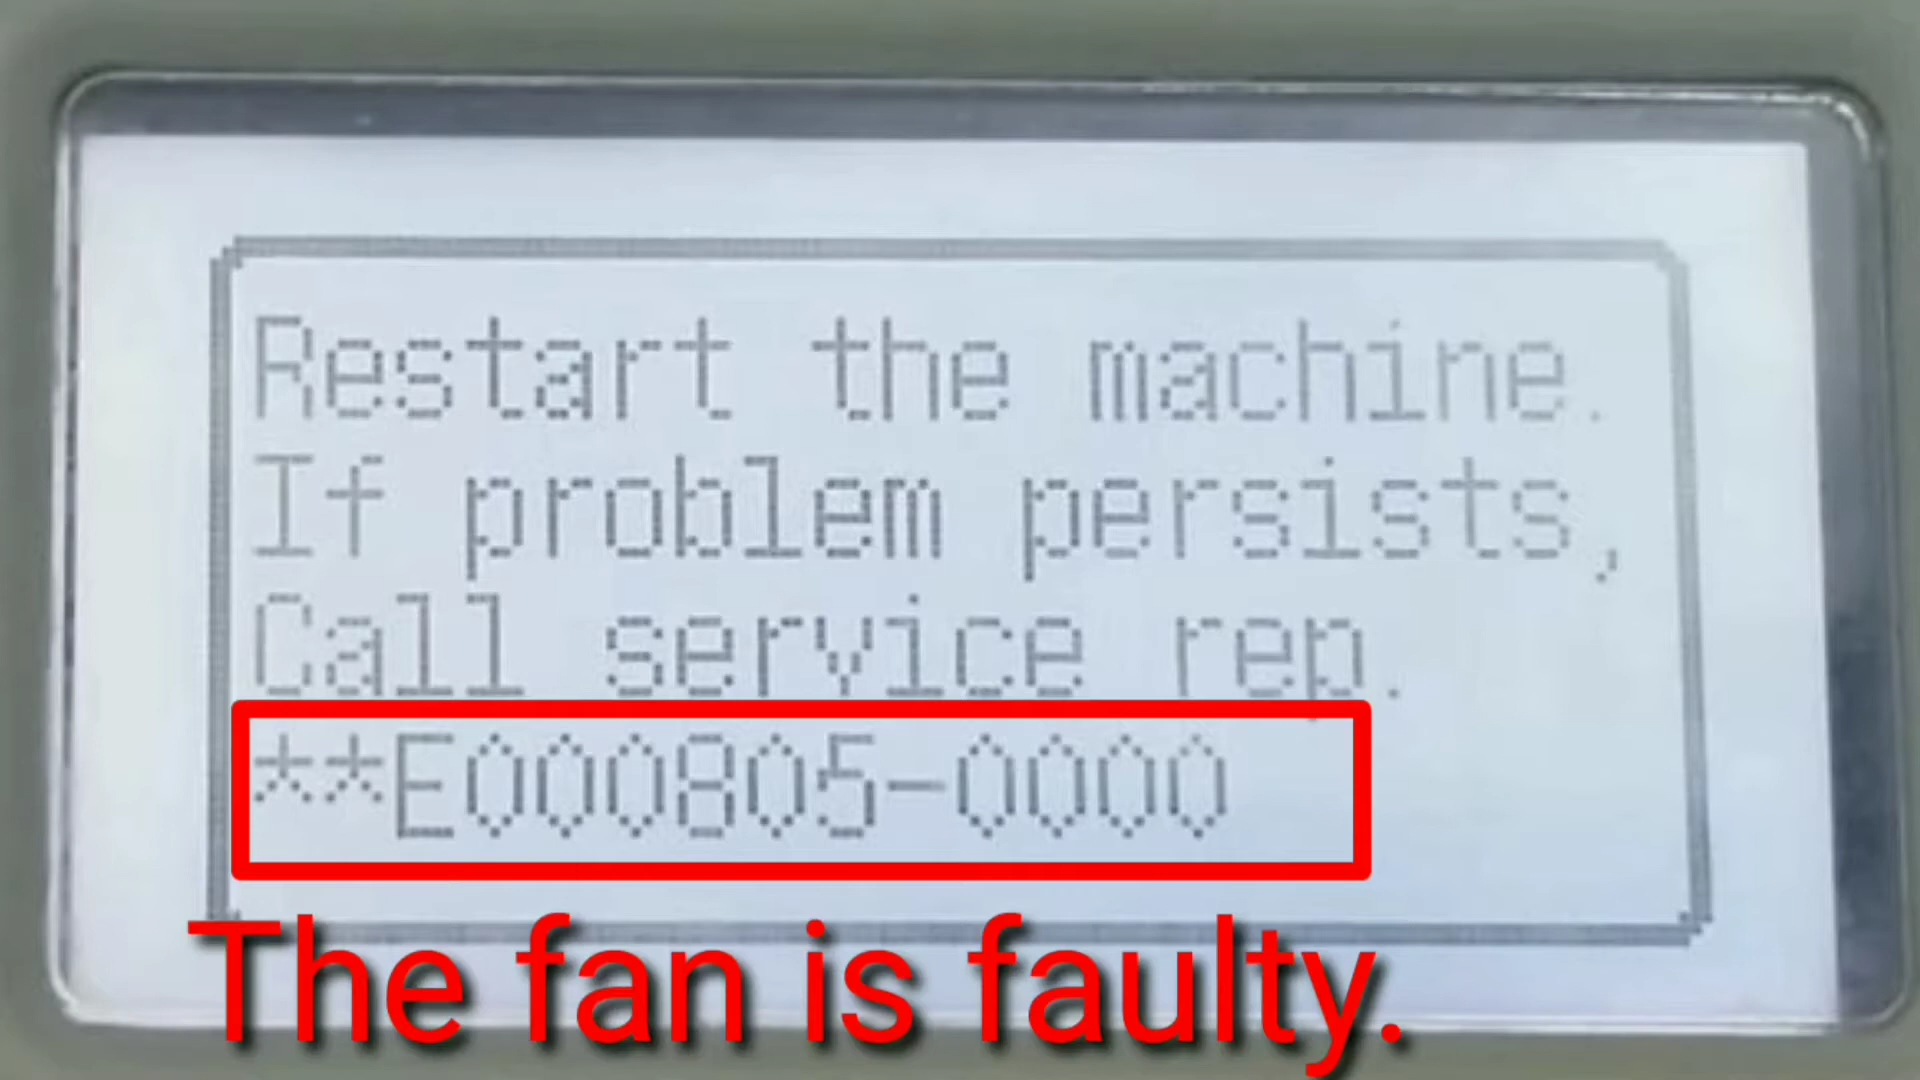 Restart the machine.
If problem persists,
Call service rep.
**E000805-0000
The fan is faulty.